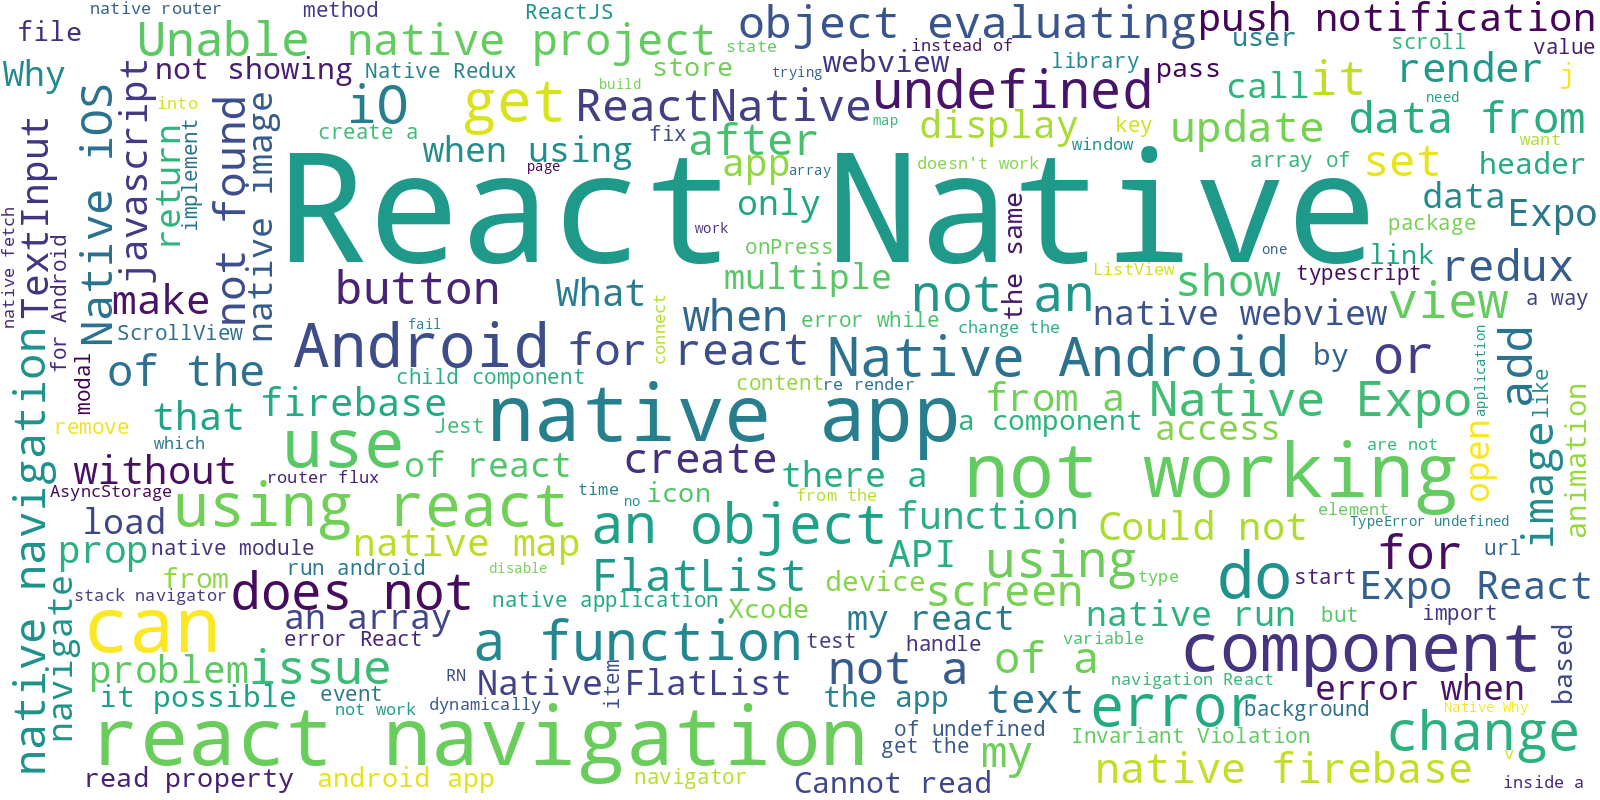 native router
method
ReactJS
object evaluating
push notification
file
Unable
native project
state
instead of
user
scroll
value
Why
not showing
Native Redux
store
trying
webview
library
pass
call
it
render
j
build
into
iO
get
ReactNative
undefined
need
javascript
Native iOS
not found
native image
return
implement
create a
fix
after
map
display
key
update
data from
want
when using
page
app
array
doesn't work
window
array of
set
header
React Native
only
the same
data
Expo
TextInput
native fetch
for Android
work
onPress
one
package
link
make
button
What
multiple
ListView
not an
show
typescript
redux
view
a way
ScrollView
fail
connect
when
error while
change the
native webview
Android
for react
Native Android
by
or
add
application
like
modal
of the
child component
content
re render
native navigation
that
firebase
native app
from a
Native Expo
remove
which
use
Jest
a component
access
are not
open
image
animation
without
router flux
of react
create
there a
not working
AsyncStorage
time
no
icon
from the
element
load
using react
an object
function
Could not
TypeError undefined
prop
native module
native map
API
using
for
url
navigate
from
run android
disable
FlatList
device
screen
type
do
start
Expo React
stack navigator
does not
native application
Xcode
can
an array
my react
native run
but
import
error React
a function
test
handle
variable
component
based
problem
issue
RN
Native FlatList
item
not a
of a
navigation React
error when
it possible
event
not work
dynamically
the app
text
error
background
Native Why
react navigation
of undefined
get the
my
Invariant Violation
change
v
read property
android app
navigator
Cannot read
native firebase
inside a